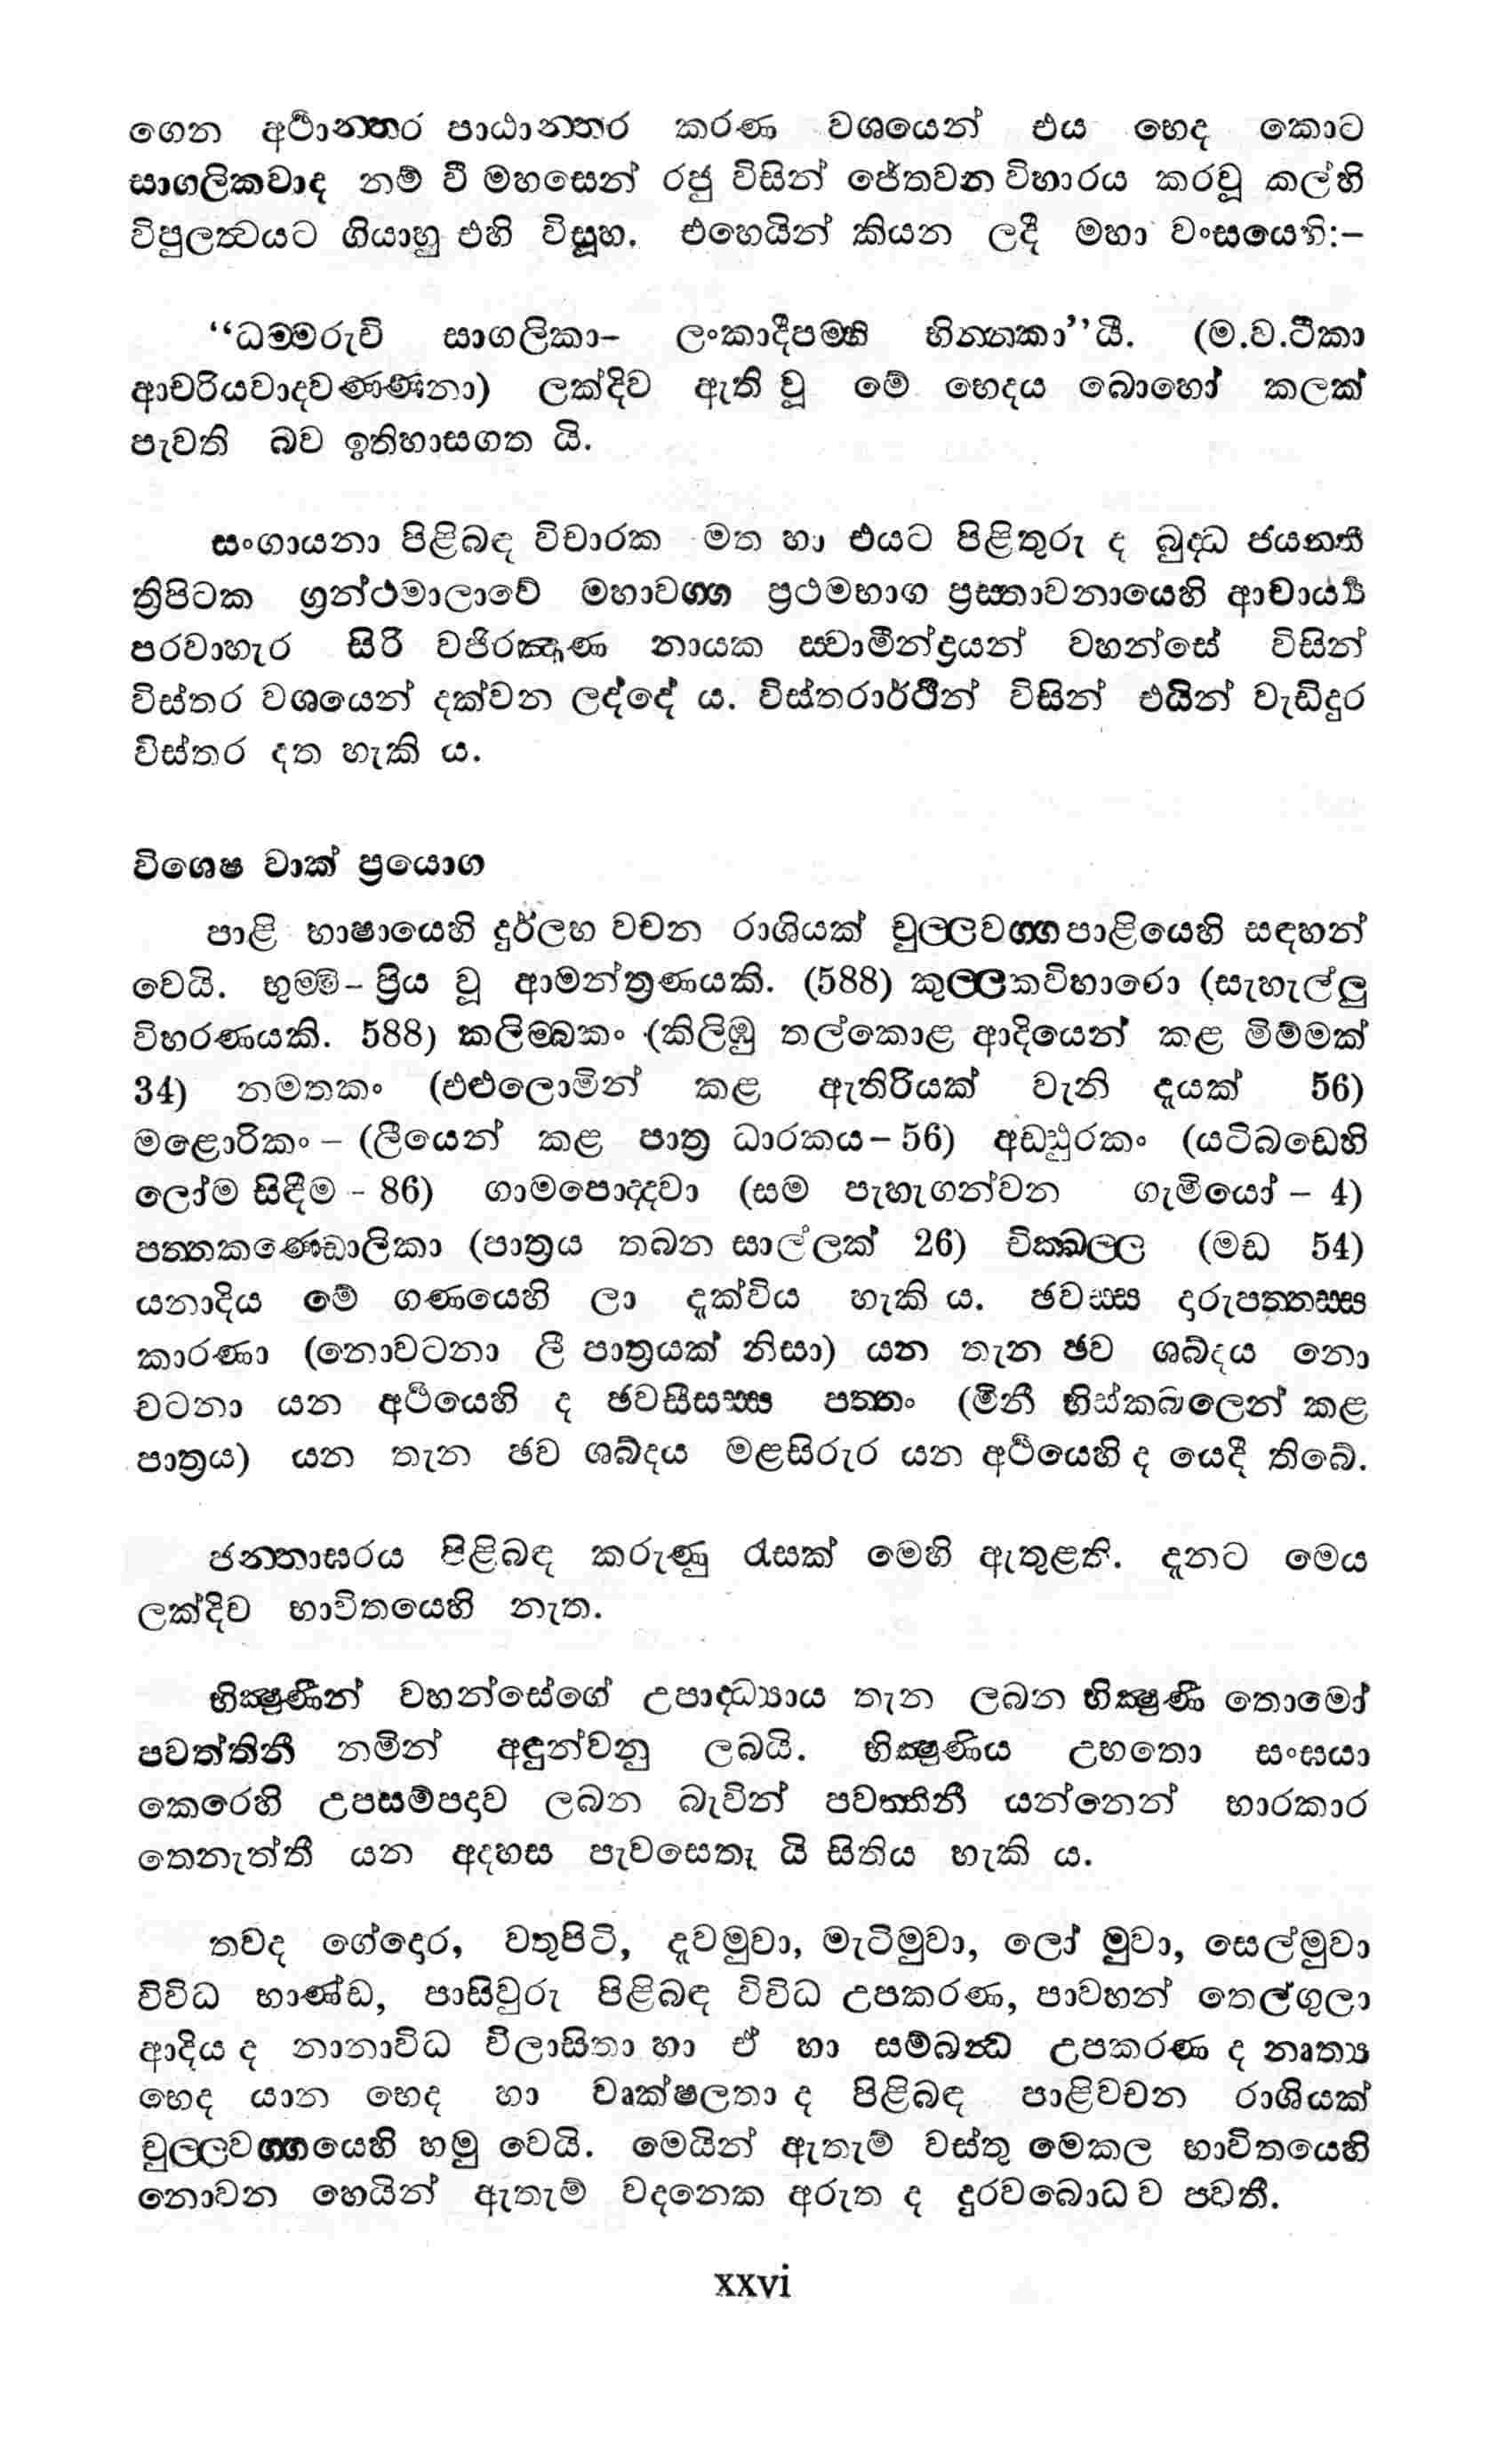 ගෙන අර්‍ථාන්‍තර පාඨාන්‍තර කරණ වශයෙන් එය භෙද කොට
සාගලිකවාද නම් වී මහසෙන් රජු විසින් ජේතවන විහාරය කරවූ කල්හි
විපුලත්‍වයට ගියාහු එහි විසූහ. එහෙයින් කියන ලදී මහා වංසයෙහි:–
“ධම්‍මරුචි සාගලිකා– ලංකාදීපම්හි භින්‍නකා”යී. (ම.ව.ටීකා
ආචරියවාදවණ්ණනා) ලක්දිව ඇති වූ මේ භෙදය බොහෝ කලක්
පැවති බව ඉතිහාසගත යි.
සංගායනා පිළිබඳ විචාරක මත හා එයට පිළිතුරු ද බුද්‍ධ ජයන්‍තී
ත්‍රිපිටක ග්‍රන්ථමාලාවේ මහාවග්‍ග ප්‍රථමභාග ප්‍රස්‍තාවනායෙහි ආචාර්‍ය්‍ය
පරවාහැර සිරි වජිරඤාණ නායක ස්‍වාමීන්ද්‍රයන් වහන්සේ විසින්
විස්තර වශයෙන් දක්වන ලද්දේ ය. විස්තරාර්ථීන් විසින් එයින් වැඩිදුර
විස්තර දත හැකි ය.
විශෙෂ වාක් ප්‍රයොග
පාළි භාෂායෙහි දුර්ලභ වචන රාශියක් චුල්‍ලවග්‍ග පාළියෙහි සඳහන්
වෙයි. භුම්මි– ප්‍රිය වූ ආමන්ත්‍රණයකි. (588) කුල්‍ලකවිහාරො (සැහැල්ලු
විහරණයකි. 588) කලිම්බකං (කිලිඹු තල්කොළ ආදියෙන් කළ මිම්මක්
34) නමතකං (එළුලොමින් කළ ඇතිරියක් වැනි දෑයක් 56)
මළොරිකං – (ලීයෙන් කළ පාත්‍ර ධාරකය– 56) අඩ්ඪුරකං (යටිබඩෙහි
ලෝම සිඳීම – 86) ගාමපොද්දවා (සම පැහැගන්වන ගැමියෝ – 4)
පත්‍තකණ්ඩොලිකා (පාත්‍රය තබන සාල්ලක් 26) චික්ඛල්‍ල (මඩ 54)
යනාදිය මේ ගණයෙහි ලා දැක්විය හැකි ය. ඡවස්‍ස දාරුපත්‍තස්‍ස
කාරණා (නොවටනා ලී පාත්‍රයක් නිසා) යන තැන ඡව ශබ්දය නො
වටනා යන අර්‍ථයෙහි ද ඡවසීසස්‍ස පත්‍තං (මිනී හිස්කබලෙන් කළ
පාත්‍රය) යන තැන ඡව ශබ්දය මළසිරුර යන අර්‍ථයෙහි ද යෙදී තිබේ.
ජන්‍තාඝරය පිළිබඳ කරුණු රැසක් මෙහි ඇතුළති. දැනට මෙය
ලක්දිව භාවිතයෙහි නැත.
භික්‍ෂුණීන් වහන්සේගේ උපාද්‍ධ්‍යාය තැන ලබන භික්‍ෂුණී තොමෝ
පවත්තිනී නමින් අඳුන්වනු ලබයි. භික්‍ෂුණිය උභතො සංඝයා
කෙරෙහි උපසම්පදාව ලබන බැවින් පවත්‍තිනී යන්නෙන් භාරකාර
තෙනැත්තී යන අදහස පැවසෙතැ යි සිතිය හැකි ය.
තවද ගේදොර, වතුපිටි, දැවමුවා, මැටිමුවා, ලෝ මුවා, සෙල්මුවා
විවිධ භාණ්ඩ, පාසිවුරු පිළිබඳ විවිධ උපකරණ, පාවහන් තෙල්ගුලා
ආදිය ද නානාවිධ විලාසිතා හා ඒ හා සම්බන්‍ධ උපකරණ ද නෘත්‍ය
භෙද යාන භෙද හා වෘක්ෂලතා ද පිළිබඳ පාළිවචන රාශියක්
චුල්‍ලවග්‍ගයෙහි හමු වෙයි. මෙයින් ඇතැම් වස්තු මෙකල භාවිතයෙහි
නොවන හෙයින් ඇතැම් වදනෙක අරුත ද දුරවබොධ ව පවතී.
xxvi